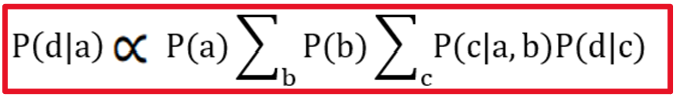 P(d|a) ∝ P(a) ∑_b P(b) ∑_c P(c|a, b)P(d|c)